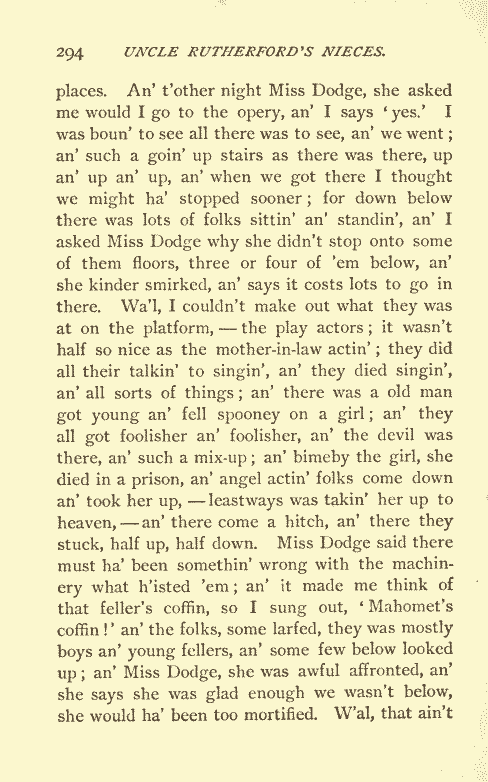 294 UNCLE RUTHERFORD'S NIECES.
places. An' t'other night Miss Dodge, she asked
me would I go to the opery, an' I says 'yes.' I
was boun' to see all there was to see, an' we went;
an' such a goin' up stairs as there was there, up
an' up an' up, an' when we got there I thought
we might ha' stopped sooner; for down below
there was lots of folks sittin' an' standin', an' I
asked Miss Dodge why she didn't stop onto some
of them floors, three or four of 'em below, an'
she kinder smirked, an' says it costs lots to go in
there. Wa'l, I couldn't make out what they was
at on the platform, — the play actors; it wasn't
half so nice as the mother-in-law actin'; they did
all their talkin' to singin', an' they died singin',
an' all sorts of things; an' there was a old man
got young an' fell spooney on a girl; an' they
all got foolisher an' foolisher, an' the devil was
there, an' such a mix-up; an' bimeby the girl, she
died in a prison, an' angel actin' folks come down
an' took her up, — leastways was takin' her up to
heaven, — an' there come a hitch, an' there they
stuck, half up, half down. Miss Dodge said there
must ha' been somethin' wrong with the machin-
ery what h'isted 'em; an' it made me think of
that feller's coffin, so I sung out, 'Mahomet's
coffin!' an' the folks, some larfed, they was mostly
boys an' young fellers, an' some few below looked
up; an' Miss Dodge, she was awful affronted, an'
she says she was glad enough we wasn't below,
she would ha' been too mortified. W'al, that ain't